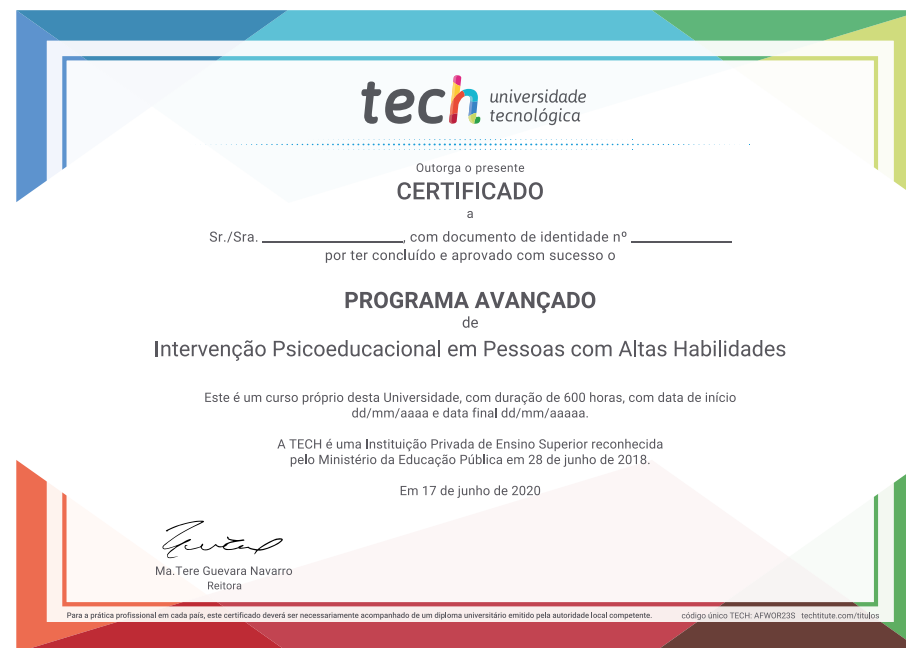 tech universidade
tecnológica
Outorga o presente
CERTIFICADO
a
Sr./Sra. ____________, com documento de identidade nº ____________
por ter concluído e aprovado com sucesso o
PROGRAMA AVANÇADO
de
Intervenção Psicoeducacional em Pessoas com Altas Habilidades
Este é um curso próprio desta Universidade, com duração de 600 horas, com data de início
dd/mm/aaaa e data final dd/mm/aaaaa.
A TECH é uma Instituição Privada de Ensino Superior reconhecida
pelo Ministério da Educação Pública em 28 de junho de 2018.
Em 17 de junho de 2020
Ma.Tere Guevara Navarro
Reitora
Para a prática profissional em cada país, este certificado deverá ser necessariamente acompanhado de um diploma universitário emitido pela autoridade local competente. código único TECH: AFWOR23S techtitute.com/titulos